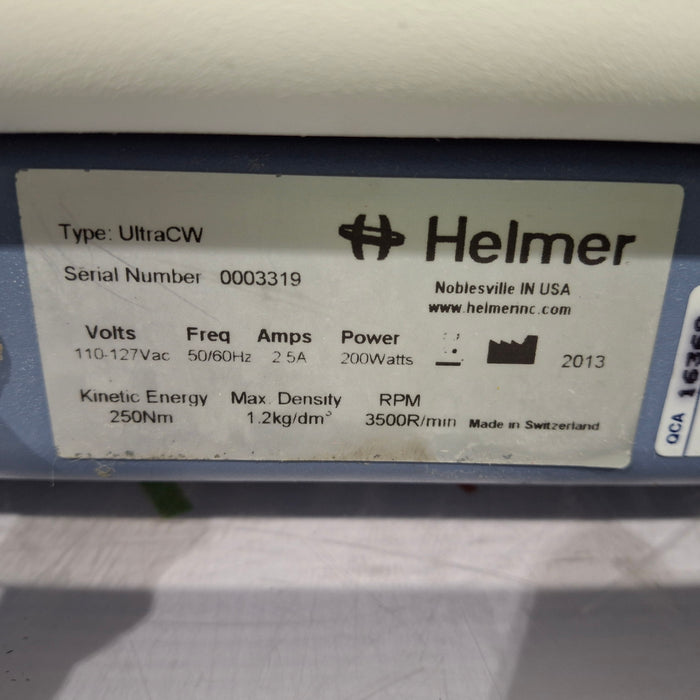 Type: UltraCW
Helmer
Serial Number 0003319
Noblesville IN USA
www.helmerinc.com
Volts Freq Amps Power
110-127Vac 50/60Hz 2 5A 200Watts
2013
Kinetic Energy Max. Density RPM
250Nm 1.2kg/dm³ 3500R/min Made in Switzerland
QCA 16360